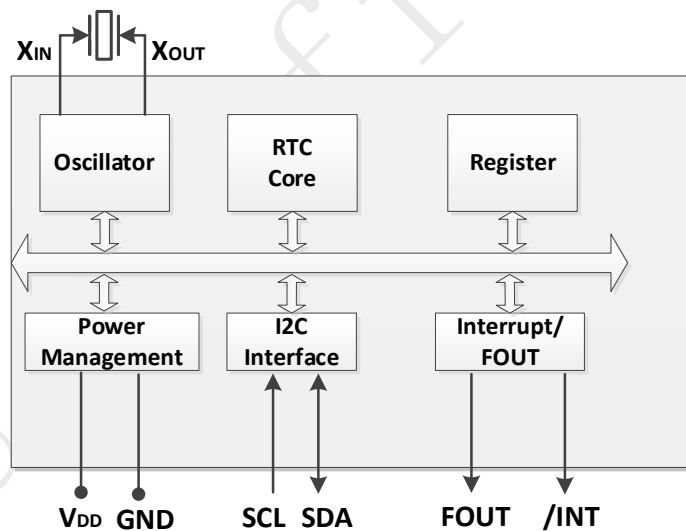 XIN XOUT
Oscillator
RTC
Core
Register
Power
Management
I2C
Interface
Interrupt/
FOUT
VDD GND SCL SDA FOUT /INT